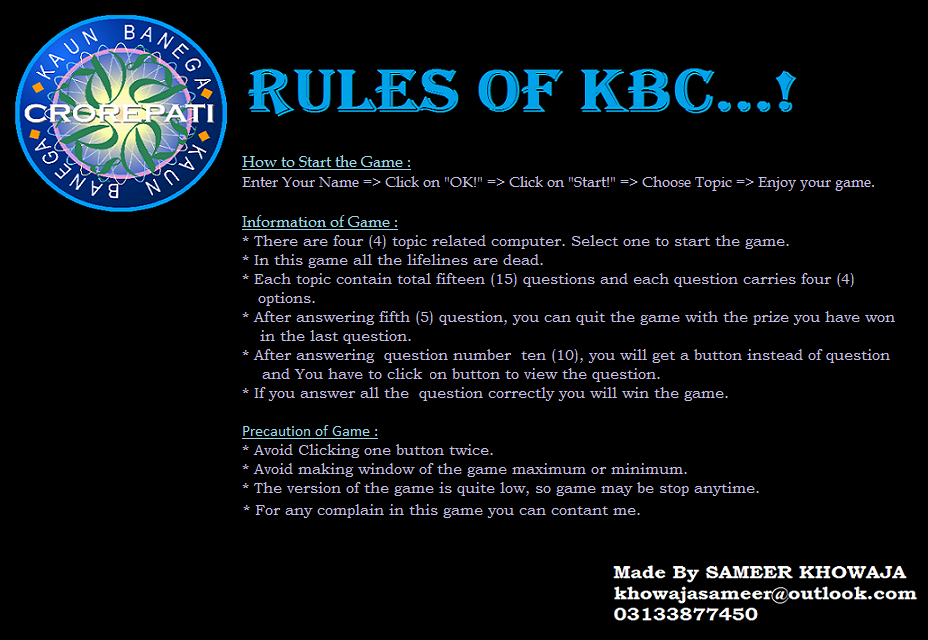 KAUN BANEGA
CROREPATI
KAUN BANEGA
RULES OF KBC...!
How to Start the Game :
Enter Your Name => Click on "OK!" => Click on "Start!" => Choose Topic => Enjoy your game.
Information of Game :
* There are four (4) topic related computer. Select one to start the game.
* In this game all the lifelines are dead.
* Each topic contain total fifteen (15) questions and each question carries four (4)
options.
* After answering fifth (5) question, you can quit the game with the prize you have won
in the last question.
* After answering question number ten (10), you will get a button instead of question
and You have to click on button to view the question.
* If you answer all the question correctly you will win the game.
Precaution of Game :
* Avoid Clicking one button twice.
* Avoid making window of the game maximum or minimum.
* The version of the game is quite low, so game may be stop anytime.
* For any complain in this game you can contant me.
Made By SAMEER KHOWAJA
khowajasameer@outlook.com
03133877450